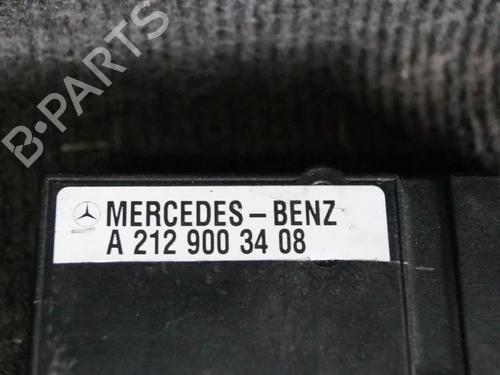 B-PARTS
MERCEDES-BENZ
A 212 900 34 08